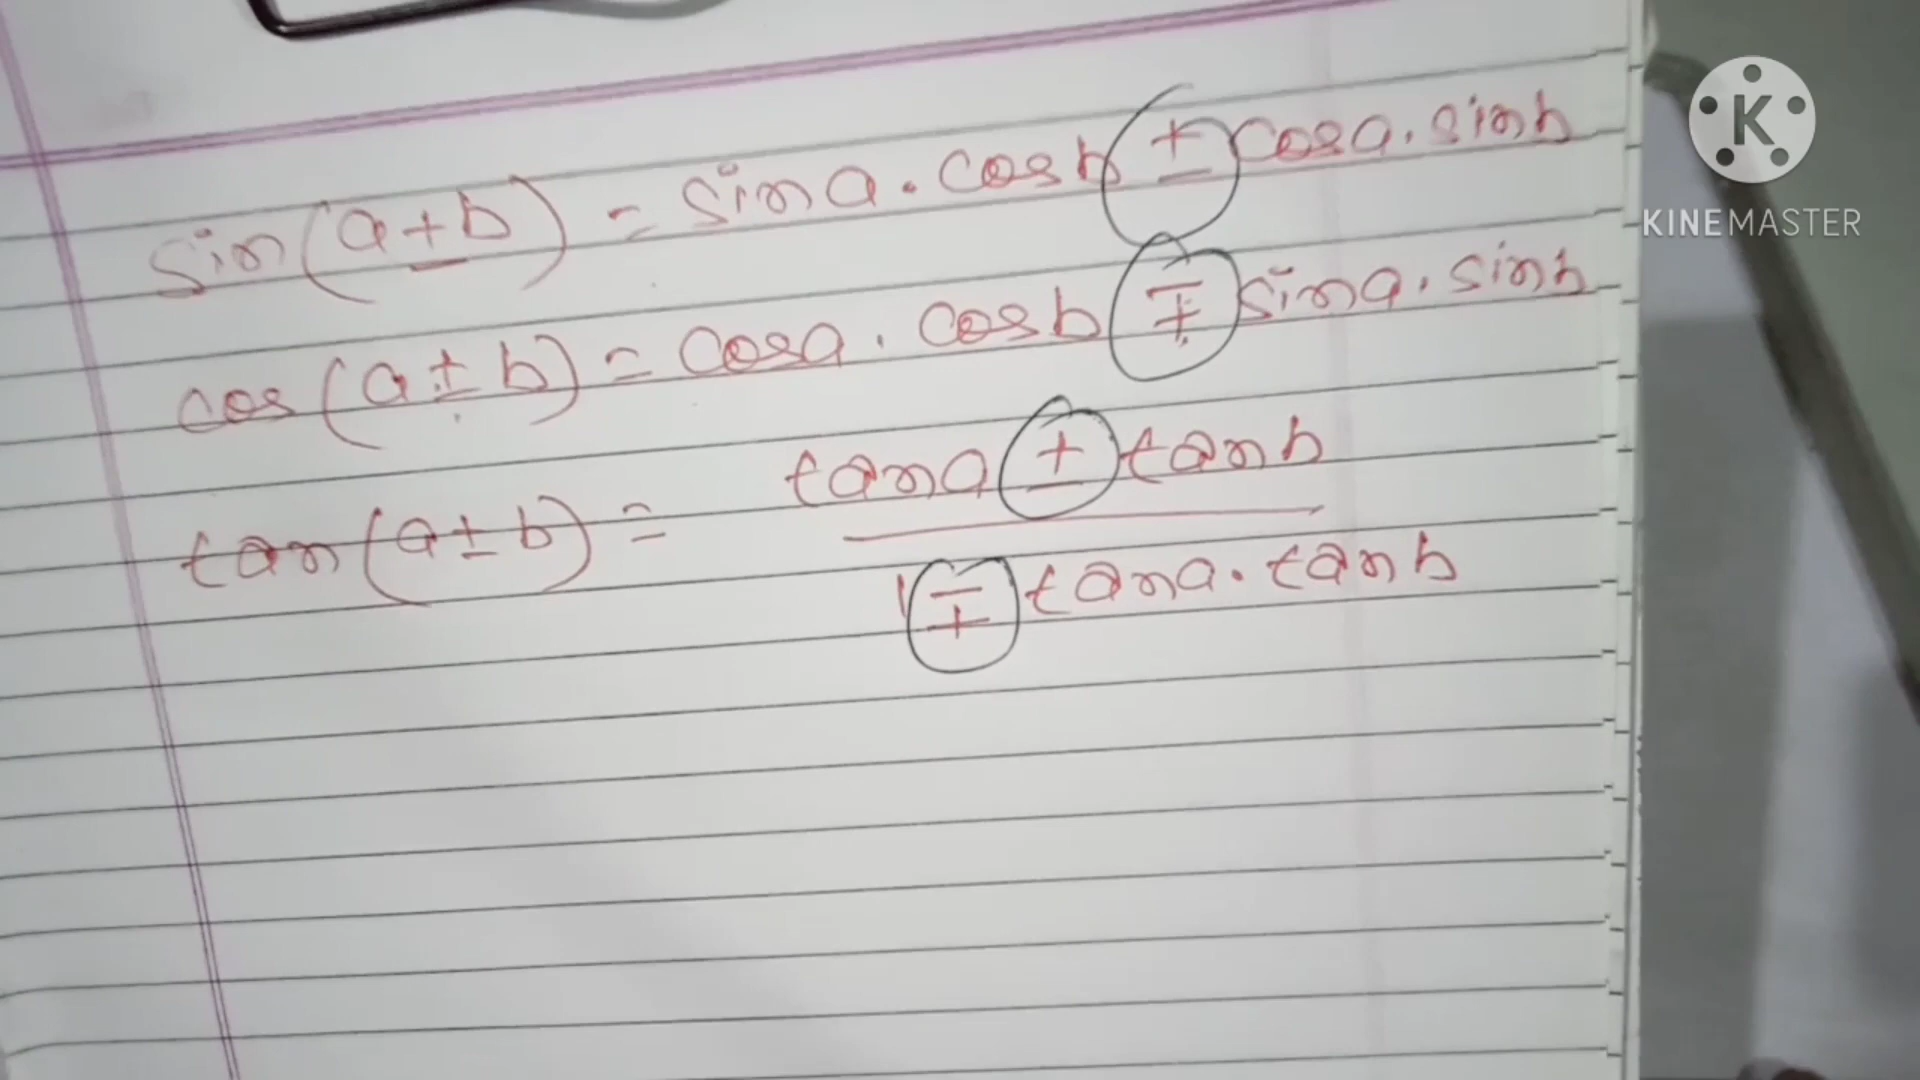 sin(a±b) = sina.cosb ± cosa.sinb
cos(a±b) = cosa.cosb ∓ sina.sinb
tan(a±b) = tana ± tanb
1 ∓ tana.tanb
K
KINEMASTER